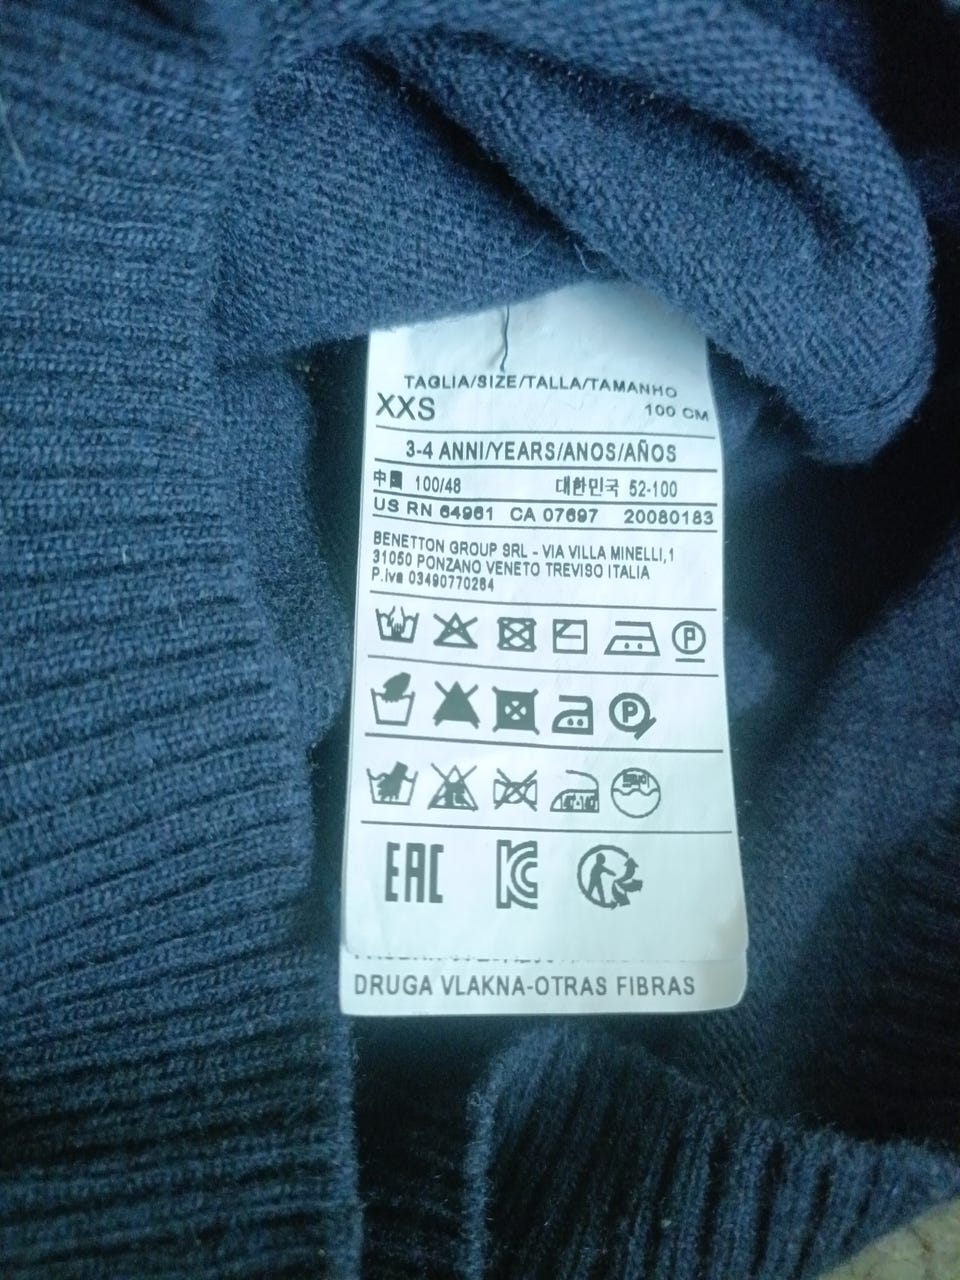 TAGLIA/SIZE/TALLA/TAMANHO
XXS 100 CM
3-4 ANNI/YEARS/ANOS/AÑOS
中國 100/48 대한민국 52-100
US RN 64961 CA 07697 20080183
BENETTON GROUP SRL - VIA VILLA MINELLI,1
31050 PONZANO VENETO TREVISO ITALIA
P.Iva 03490770264
P
P
EAC KC
DRUGA VLAKNA-OTRAS FIBRAS